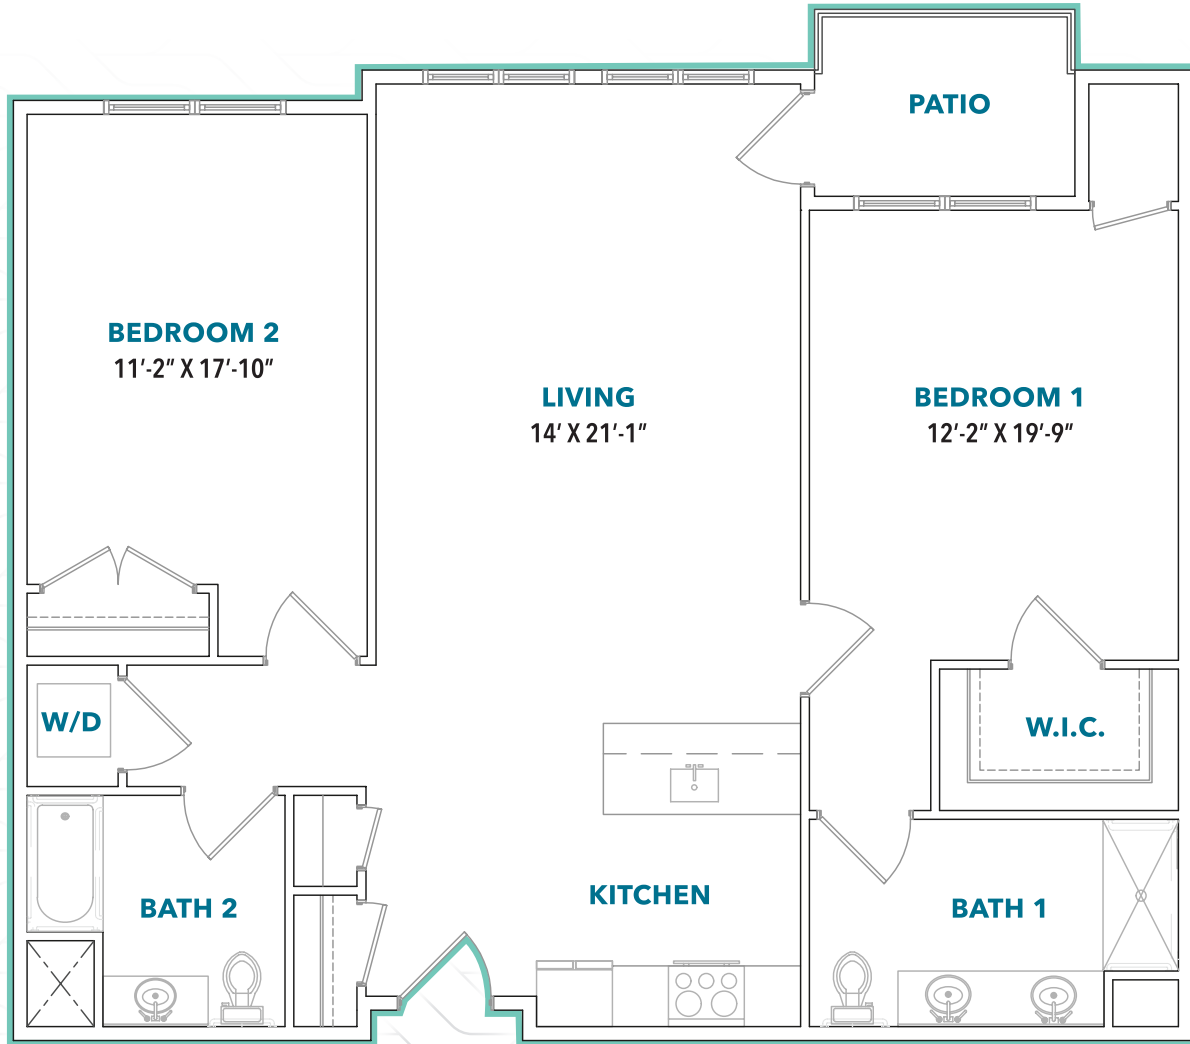 PATIO
BEDROOM 2
11'-2" X 17'-10"
LIVING
14' X 21'-1"
BEDROOM 1
12'-2" X 19'-9"
W/D
W.I.C.
KITCHEN
BATH 2
BATH 1